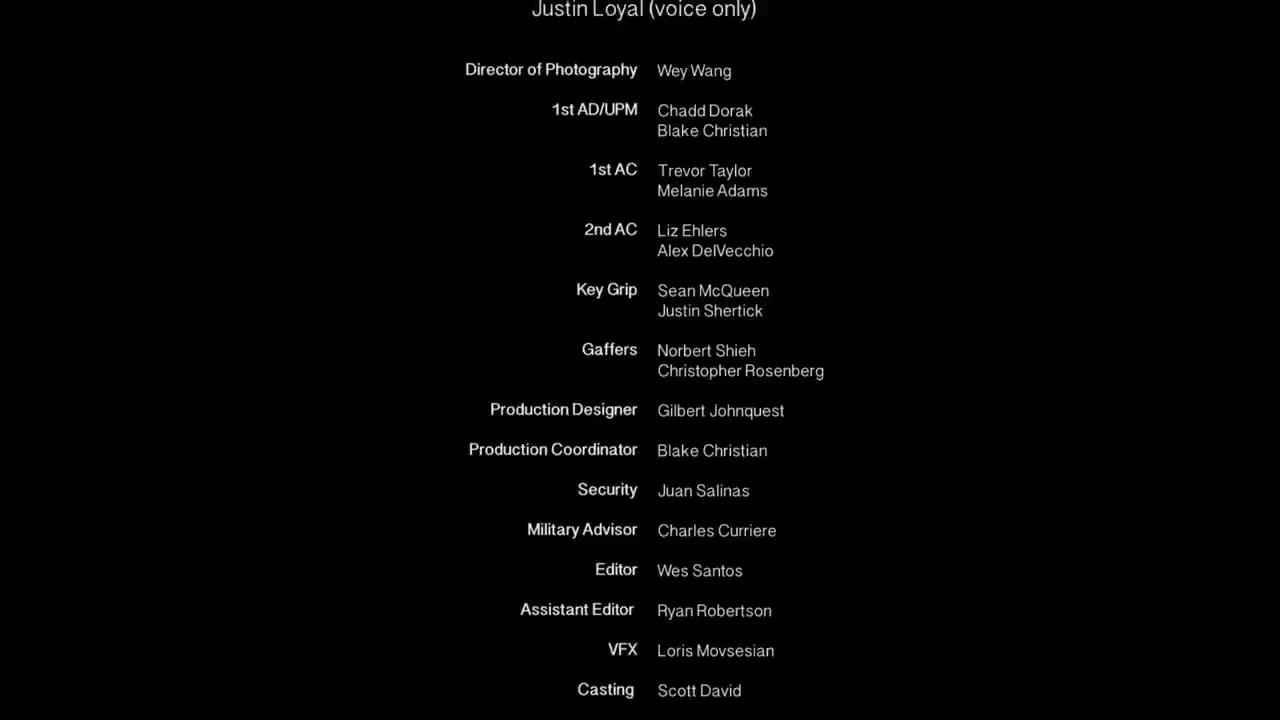 Justin Loyal (voice only)
Director of Photography Wey Wang
1st AD/UPM Chadd Dorak
Blake Christian
1st AC Trevor Taylor
Melanie Adams
2nd AC Liz Ehlers
Alex DelVecchio
Key Grip Sean McQueen
Justin Shertick
Gaffers Norbert Shieh
Christopher Rosenberg
Production Designer Gilbert Johnquest
Production Coordinator Blake Christian
Security Juan Salinas
Military Advisor Charles Curriere
Editor Wes Santos
Assistant Editor Ryan Robertson
VFX Loris Movsesian
Casting Scott David